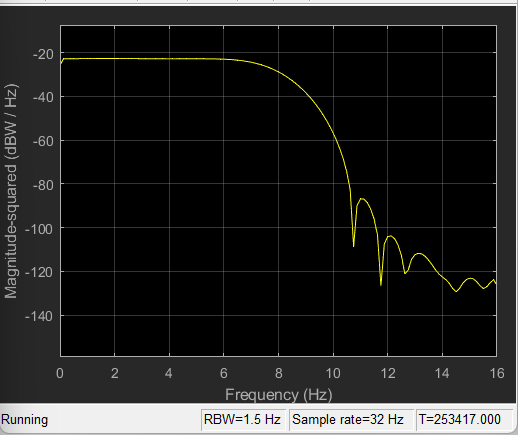 Magnitude-squared (dBW / Hz)
-20
-40
-60
-80
-100
-120
-140
0 2 4 6 8 10 12 14 16
Frequency (Hz)
Running RBW=1.5 Hz Sample rate=32 Hz T=253417.000